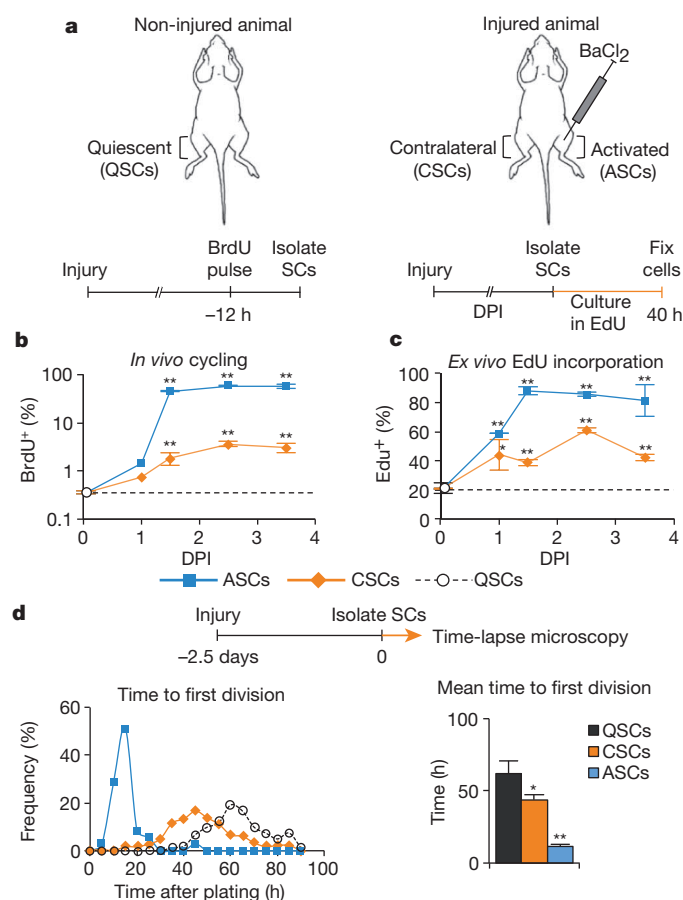 a
Non-injured animal
Injured animal
BaCl2
Quiescent
(QSCs)
Contralateral
(CSCs)
Activated
(ASCs)
Injury
BrdU
pulse
Isolate
SCs
–12 h
Injury
Isolate
SCs
Fix
cells
DPI
Culture
in EdU
40 h
b
In vivo cycling
BrdU+ (%)
100
10
1
0.1
** ** **
** ** **
0 1 2 3 4
DPI
c
Ex vivo EdU incorporation
Edu+ (%)
100
80
60
40
20
0
** ** ** **
* ** ** **
0 1 2 3 4
DPI
ASCs CSCs QSCs
d
Injury Isolate SCs
Time-lapse microscopy
–2.5 days 0
Time to first division
Frequency (%)
60
40
20
0
0 20 40 60 80 100
Time after plating (h)
Mean time to first division
Time (h)
100
50
0
*
**
QSCs
CSCs
ASCs